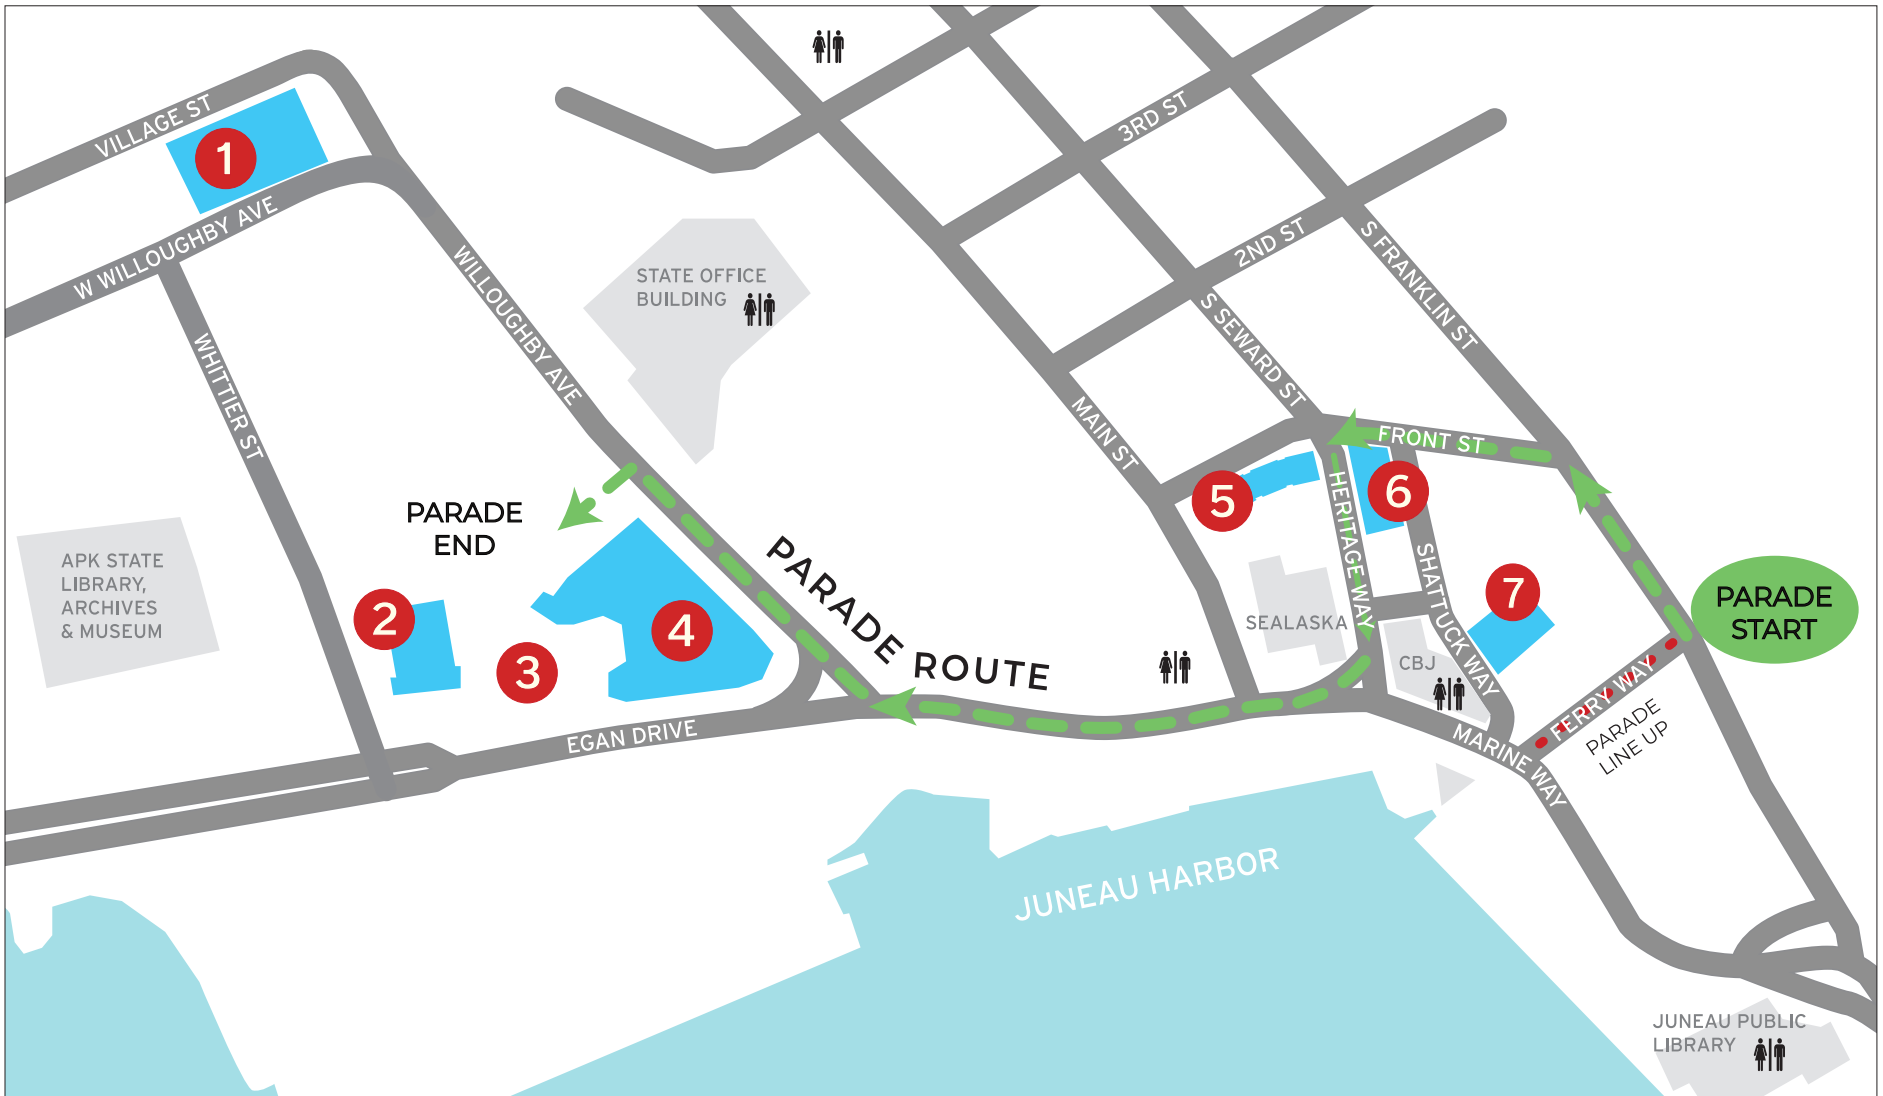 VILLAGE ST
1
W WILLOUGHBY AVE
WHITTIER ST
WILLOUGHBY AVE
STATE OFFICE
BUILDING
3RD ST
2ND ST
S FRANKLIN ST
S SEWARD ST
MAIN ST
FRONT ST
5
6
HERITAGE WAY
SHATTUCK WAY
7
PARADE
START
SEALASKA
CBJ
FERRY WAY
PARADE
LINE UP
MARINE WAY
PARADE
END
APK STATE
LIBRARY,
ARCHIVES
& MUSEUM
2
3
4
PARADE ROUTE
EGAN DRIVE
JUNEAU HARBOR
JUNEAU PUBLIC
LIBRARY